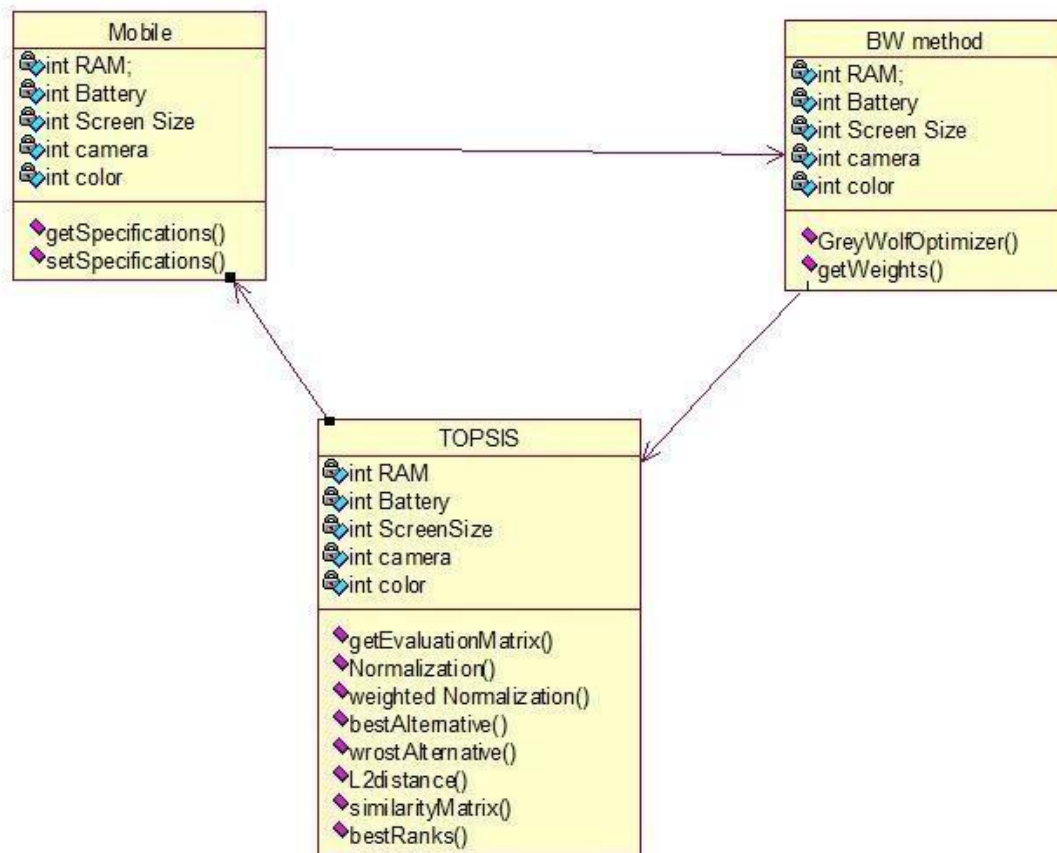 Mobile
int RAM;
int Battery
int Screen Size
int camera
int color
getSpecifications()
setSpecifications()
BW method
int RAM;
int Battery
int Screen Size
int camera
int color
GreyWolfOptimizer()
getWeights()
TOPSIS
int RAM
int Battery
int ScreenSize
int camera
int color
getEvaluationMatrix()
Normalization()
weighted Normalization()
bestAlternative()
wrostAlternative()
L2distance()
similarityMatrix()
bestRanks()